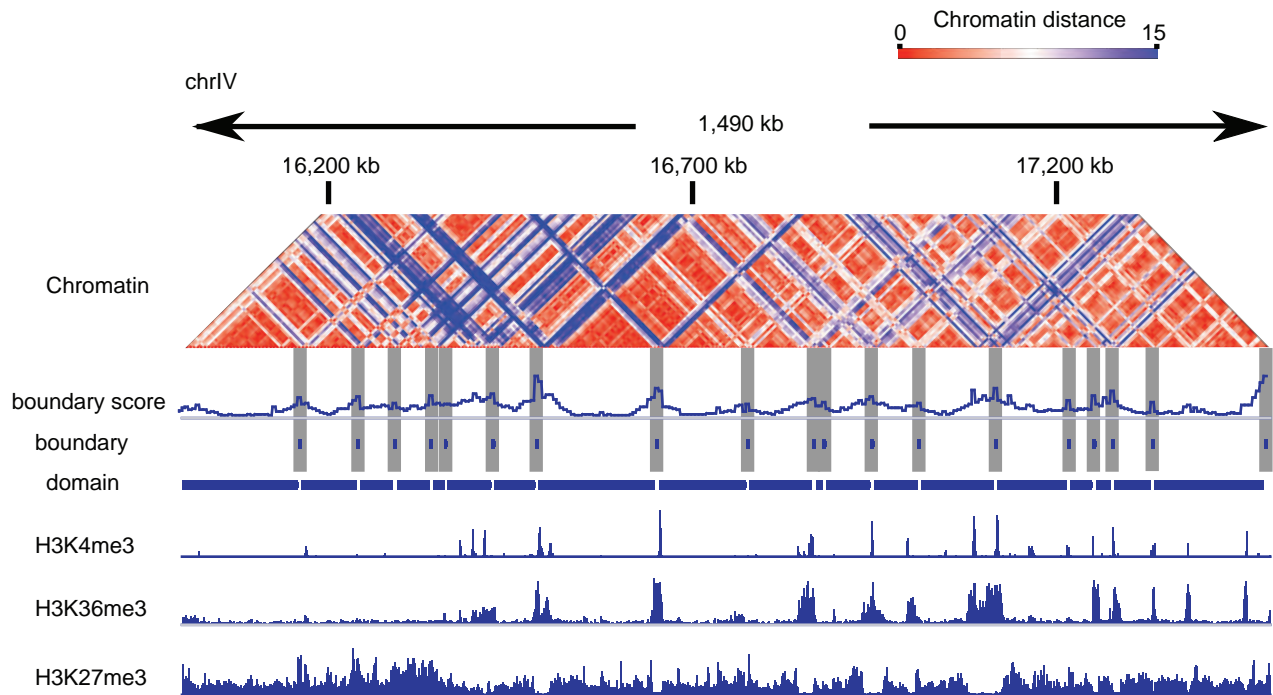 Chromatin distance
0 15
chrIV
1,490 kb
16,200 kb 16,700 kb 17,200 kb
Chromatin
boundary score
boundary
domain
H3K4me3
H3K36me3
H3K27me3